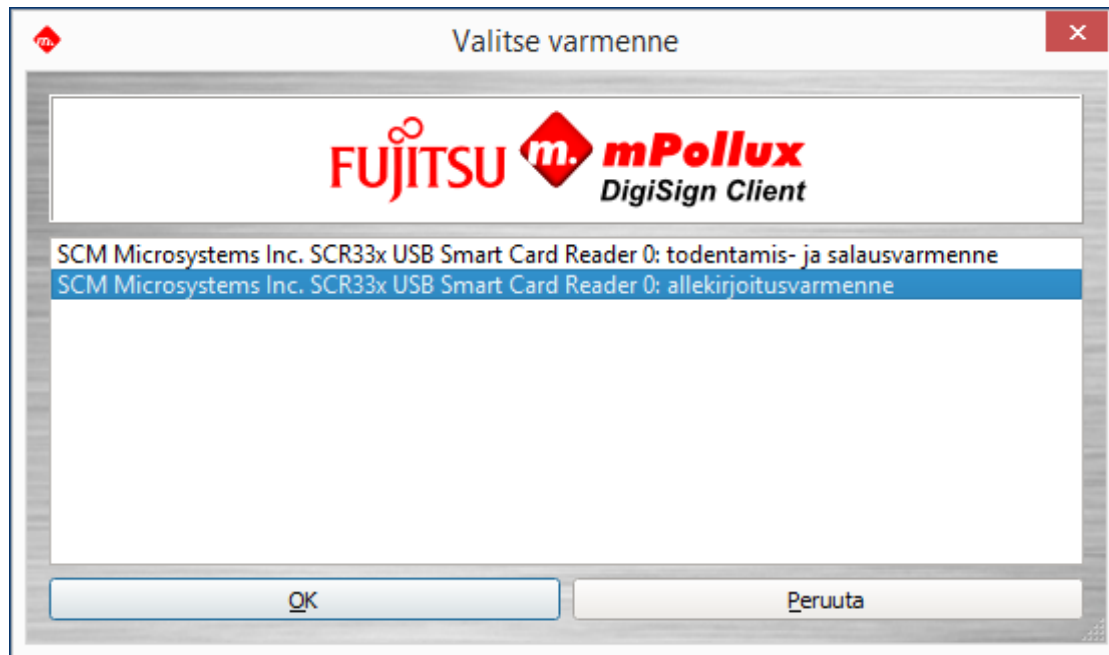 m.
Valitse varmenne
FUJITSU m. mPollux
DigiSign Client
SCM Microsystems Inc. SCR33x USB Smart Card Reader 0: todentamis- ja salausvarmenne
SCM Microsystems Inc. SCR33x USB Smart Card Reader 0: allekirjoitusvarmenne
OK
Peruuta